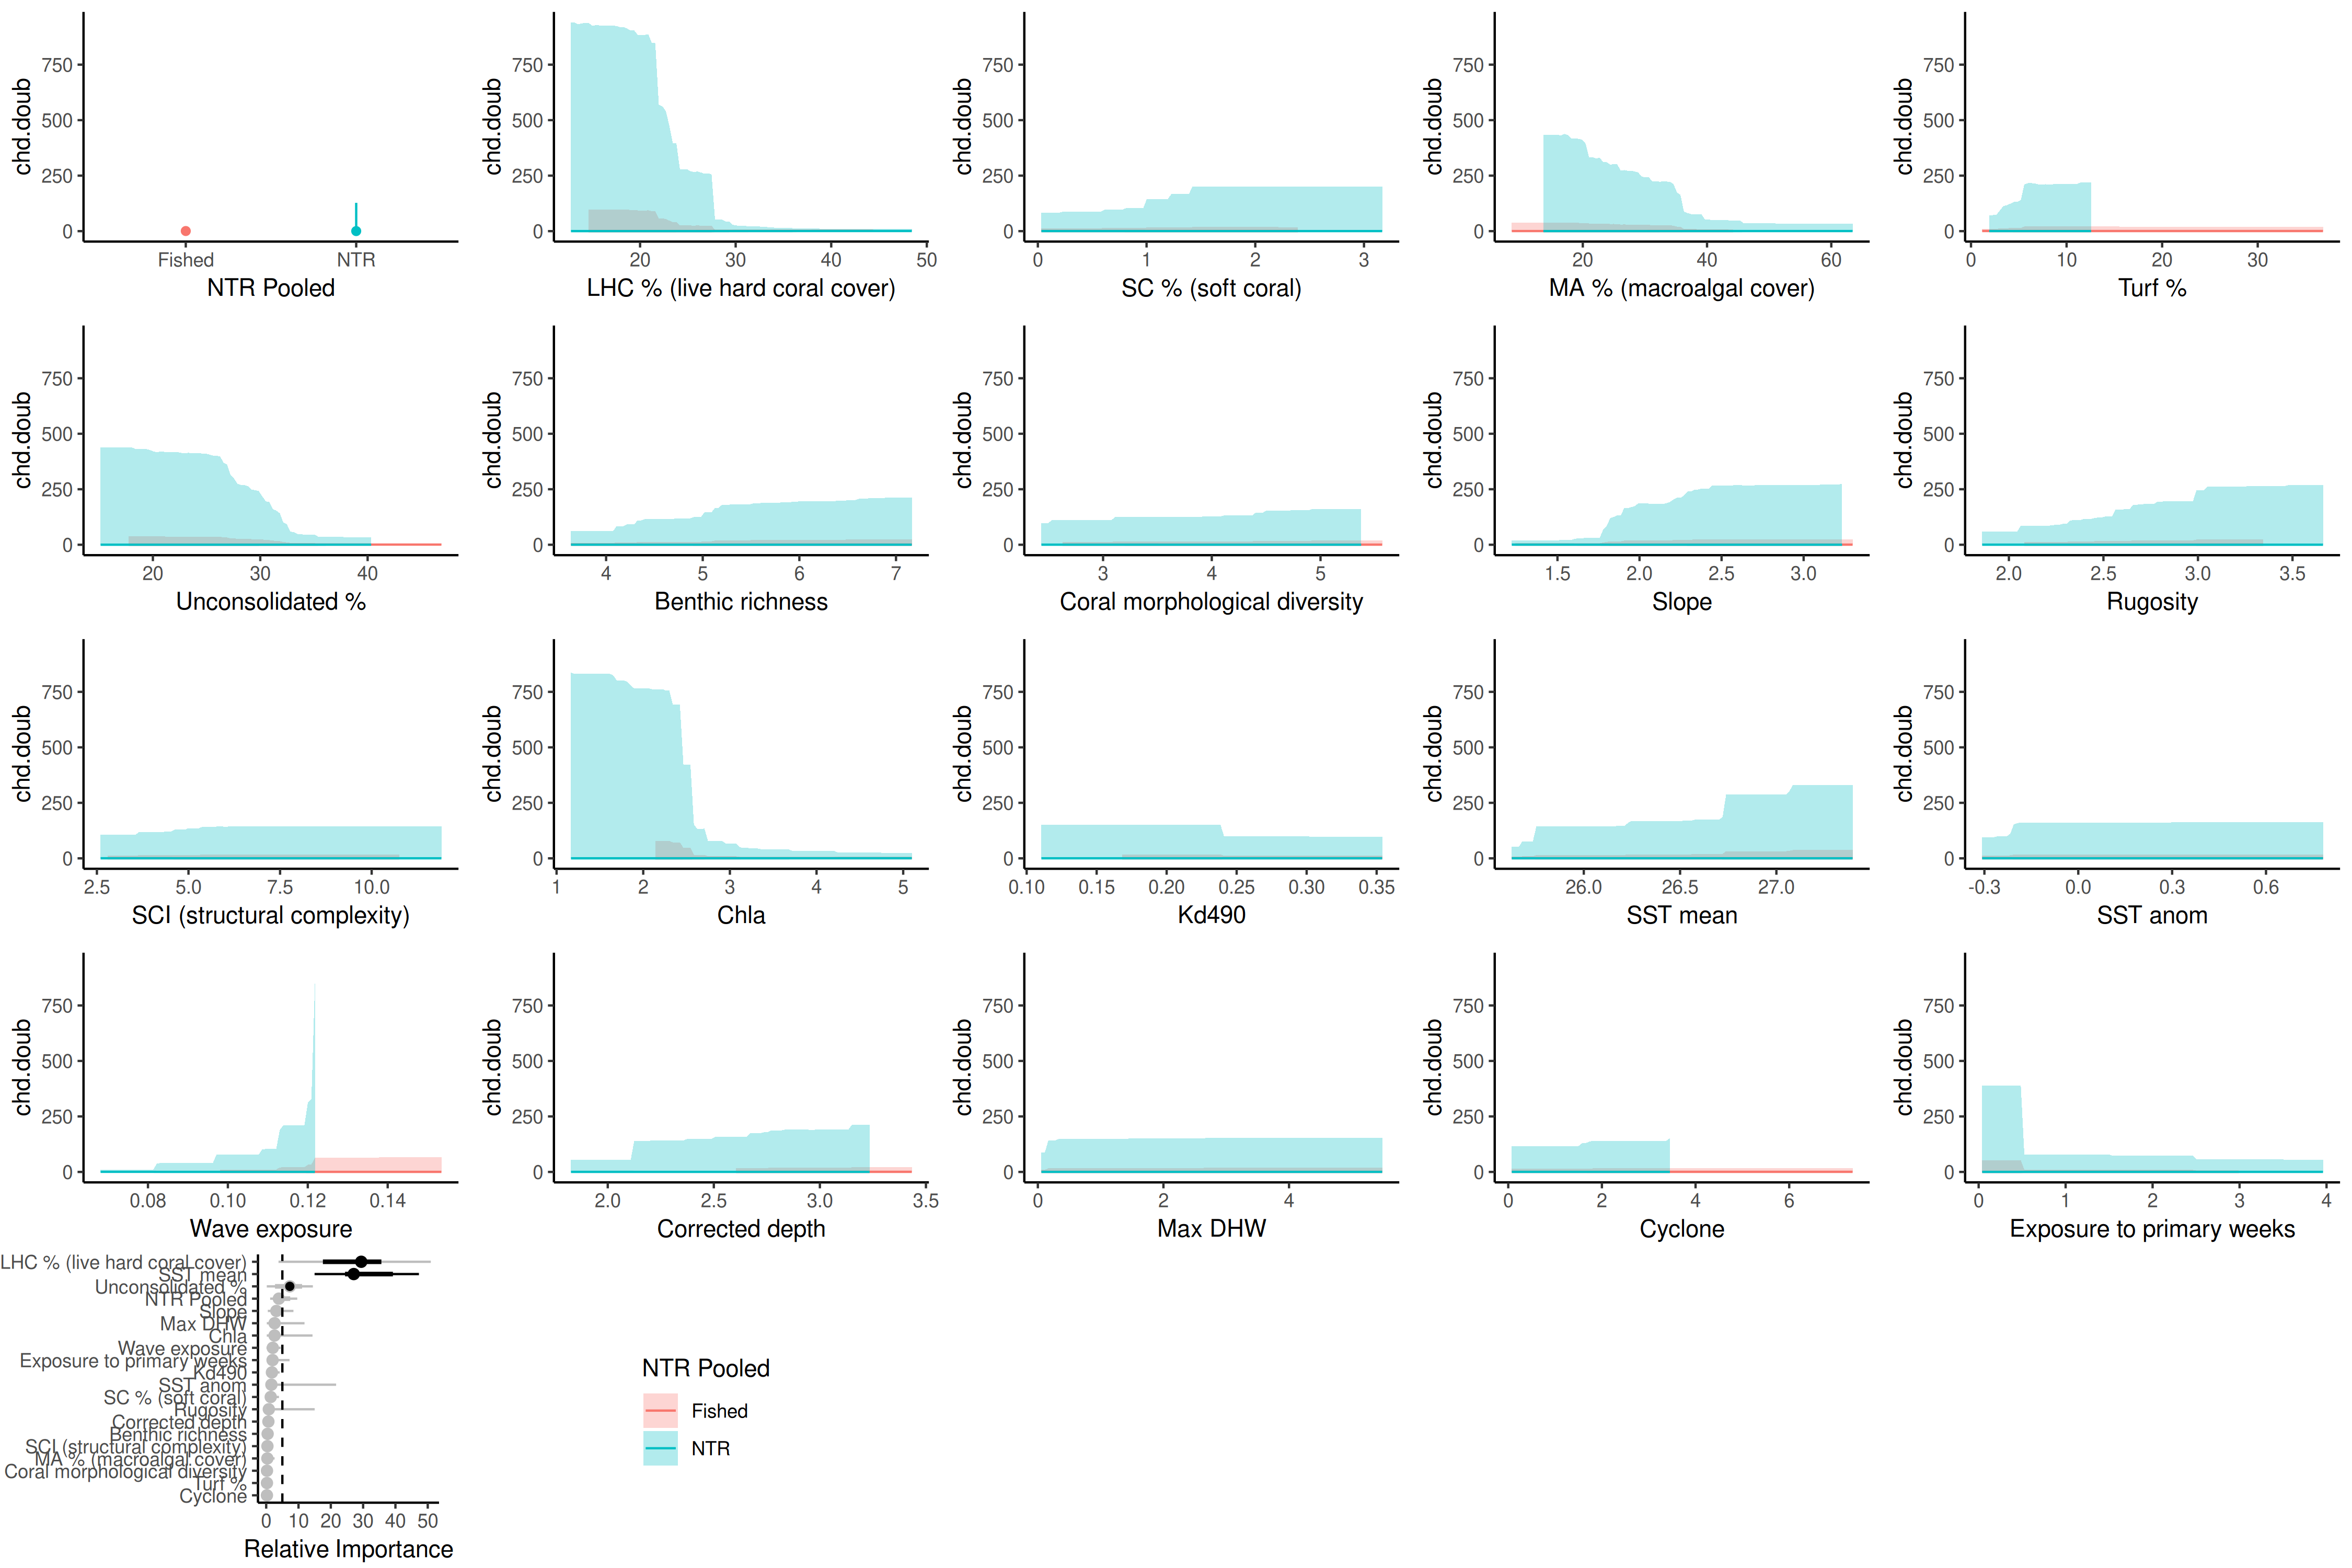 chd.doub
750
500
250
0
Fished NTR
NTR Pooled
chd.doub
750
500
250
0
20 30 40 50
LHC % (live hard coral cover)
chd.doub
750
500
250
0
0 1 2 3
SC % (soft coral)
chd.doub
750
500
250
0
20 40 60
MA % (macroalgal cover)
chd.doub
750
500
250
0
0 10 20 30
Turf %
chd.doub
750
500
250
0
20 30 40
Unconsolidated %
chd.doub
750
500
250
0
4 5 6 7
Benthic richness
chd.doub
750
500
250
0
3 4 5
Coral morphological diversity
chd.doub
750
500
250
0
1.5 2.0 2.5 3.0
Slope
chd.doub
750
500
250
0
2.0 2.5 3.0 3.5
Rugosity
chd.doub
750
500
250
0
2.5 5.0 7.5 10.0
SCI (structural complexity)
chd.doub
750
500
250
0
1 2 3 4 5
Chla
chd.doub
750
500
250
0
0.10 0.15 0.20 0.25 0.30 0.35
Kd490
chd.doub
750
500
250
0
26.0 26.5 27.0
SST mean
chd.doub
750
500
250
0
-0.3 0.0 0.3 0.6
SST anom
chd.doub
750
500
250
0
0.08 0.10 0.12 0.14
Wave exposure
chd.doub
750
500
250
0
2.0 2.5 3.0 3.5
Corrected depth
chd.doub
750
500
250
0
0 2 4
Max DHW
chd.doub
750
500
250
0
0 2 4 6
Cyclone
chd.doub
750
500
250
0
0 1 2 3 4
Exposure to primary weeks
LHC % (live hard coral cover)
SST mean
Unconsolidated %
NTR Pooled
Slope
Max DHW
Chla
Wave exposure
Exposure to primary weeks
Kd490
SST anom
SC % (soft coral)
Rugosity
Corrected depth
Benthic richness
SCI (structural complexity)
MA % (macroalgal cover)
Coral morphological diversity
Turf %
Cyclone
0 10 20 30 40 50
Relative Importance
NTR Pooled
Fished
NTR